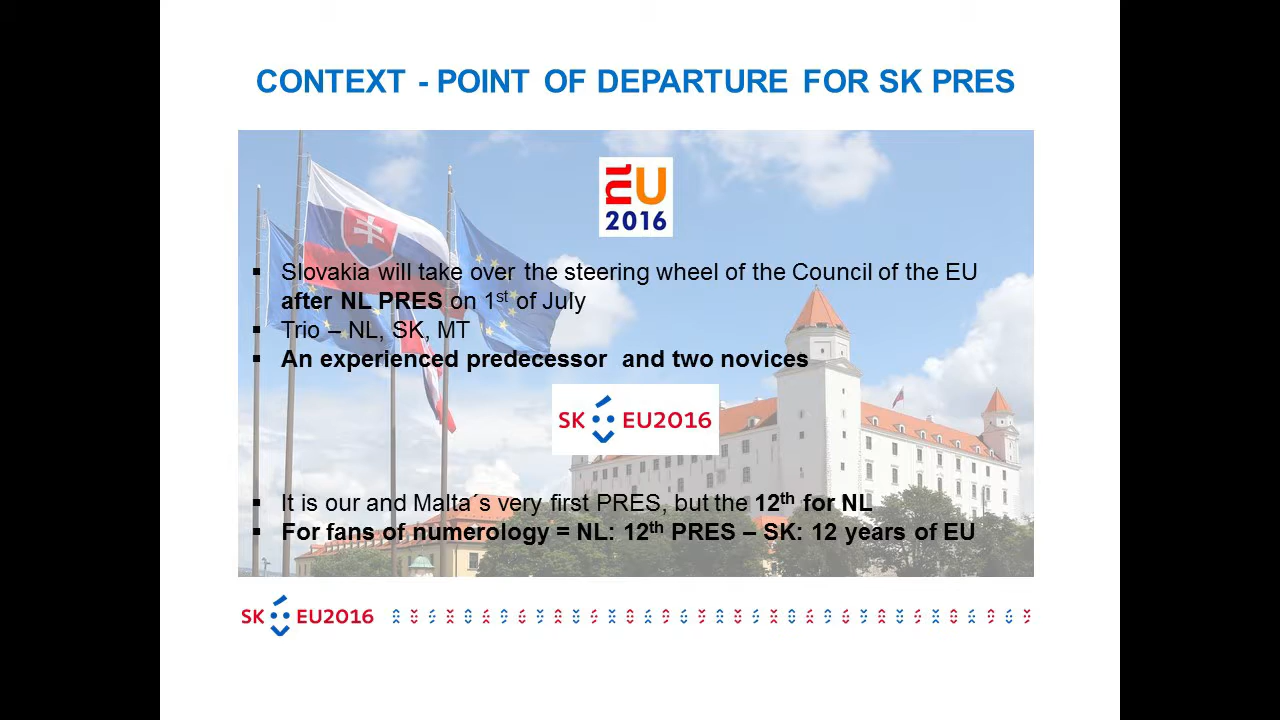 CONTEXT - POINT OF DEPARTURE FOR SK PRES
nl EU
2016
▪ Slovakia will take over the steering wheel of the Council of the EU
after NL PRES on 1st of July
▪ Trio – NL, SK, MT
▪ An experienced predecessor and two novices
SK EU2016
▪ It is our and Malta´s very first PRES, but the 12th for NL
▪ For fans of numerology = NL: 12th PRES – SK: 12 years of EU
SK EU2016